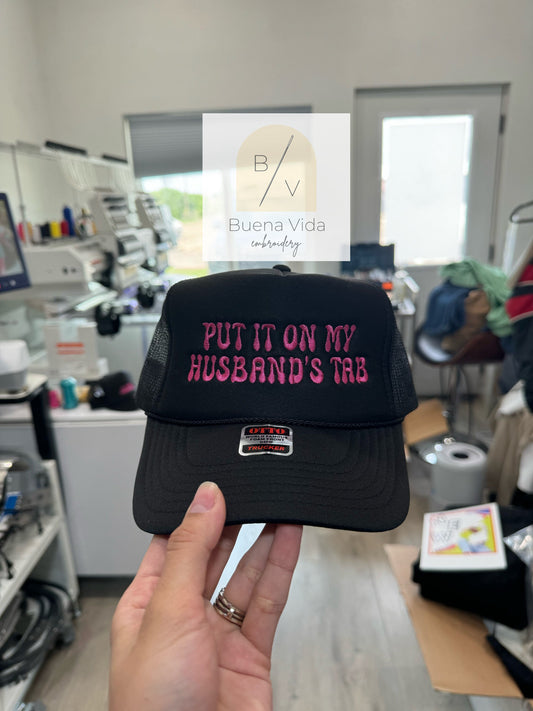 B / V
Buena Vida
embroidery
PUT IT ON MY
HUSBAND'S TAB
OTTO
TRUCKER